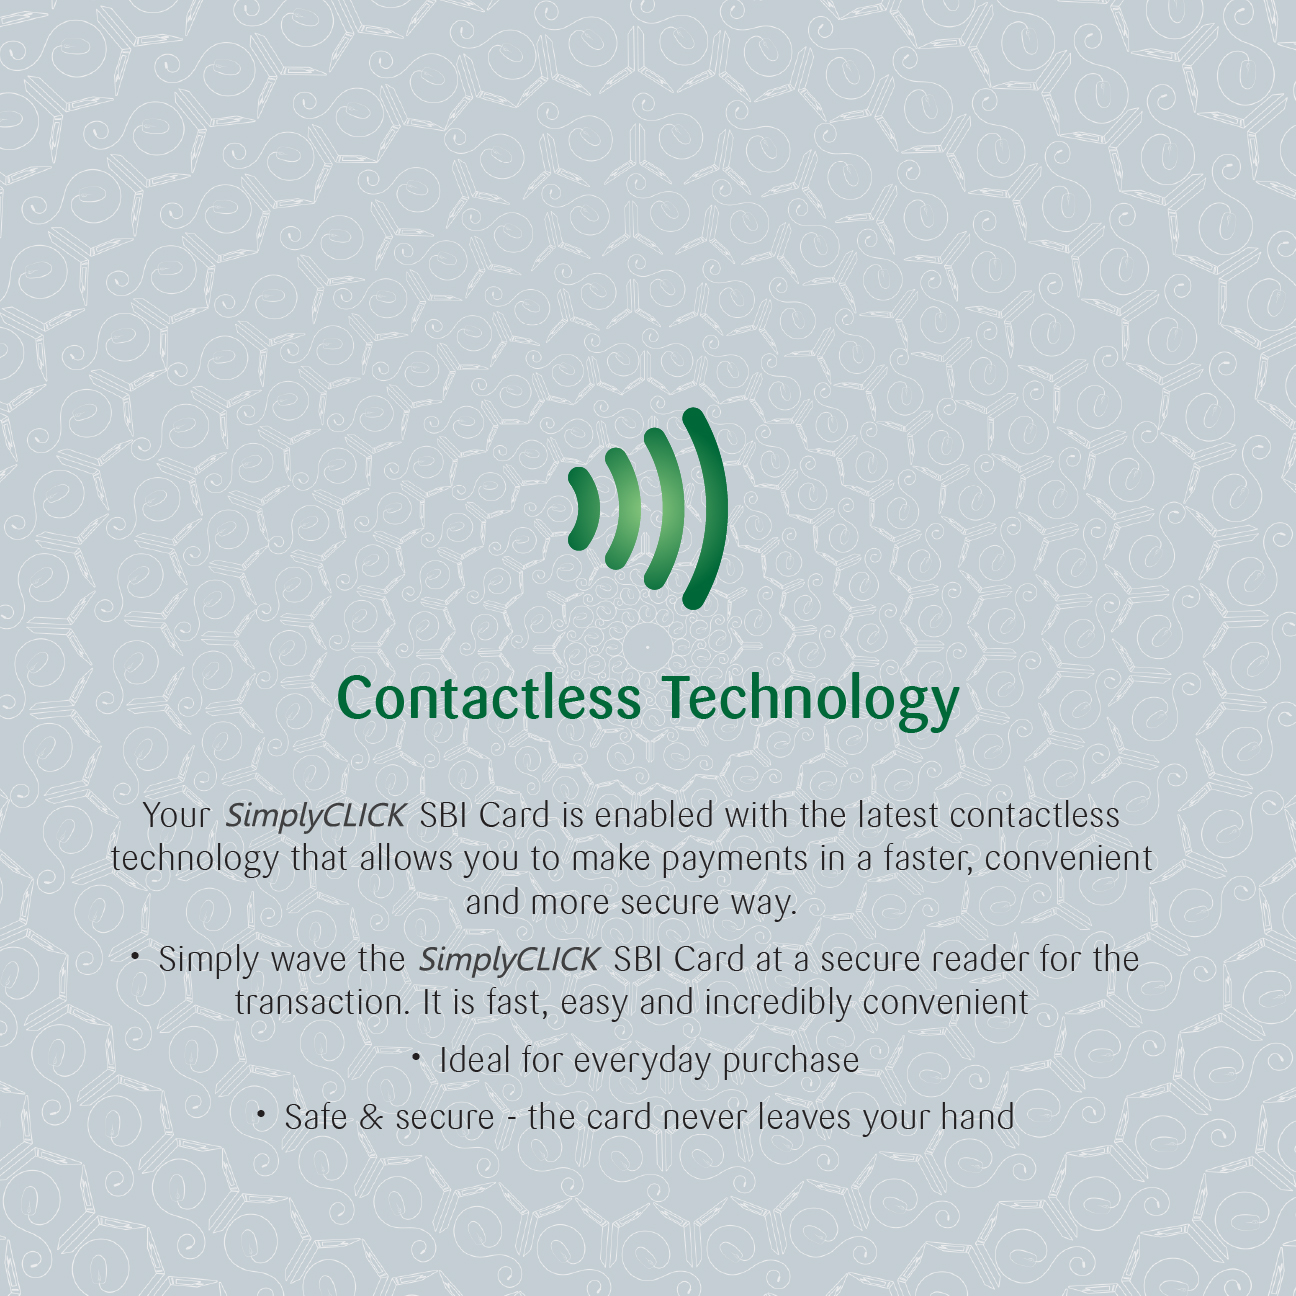 Contactless Technology
Your SimplyCLICK SBI Card is enabled with the latest contactless
technology that allows you to make payments in a faster, convenient
and more secure way.
• Simply wave the SimplyCLICK SBI Card at a secure reader for the
transaction. It is fast, easy and incredibly convenient
• Ideal for everyday purchase
• Safe & secure - the card never leaves your hand